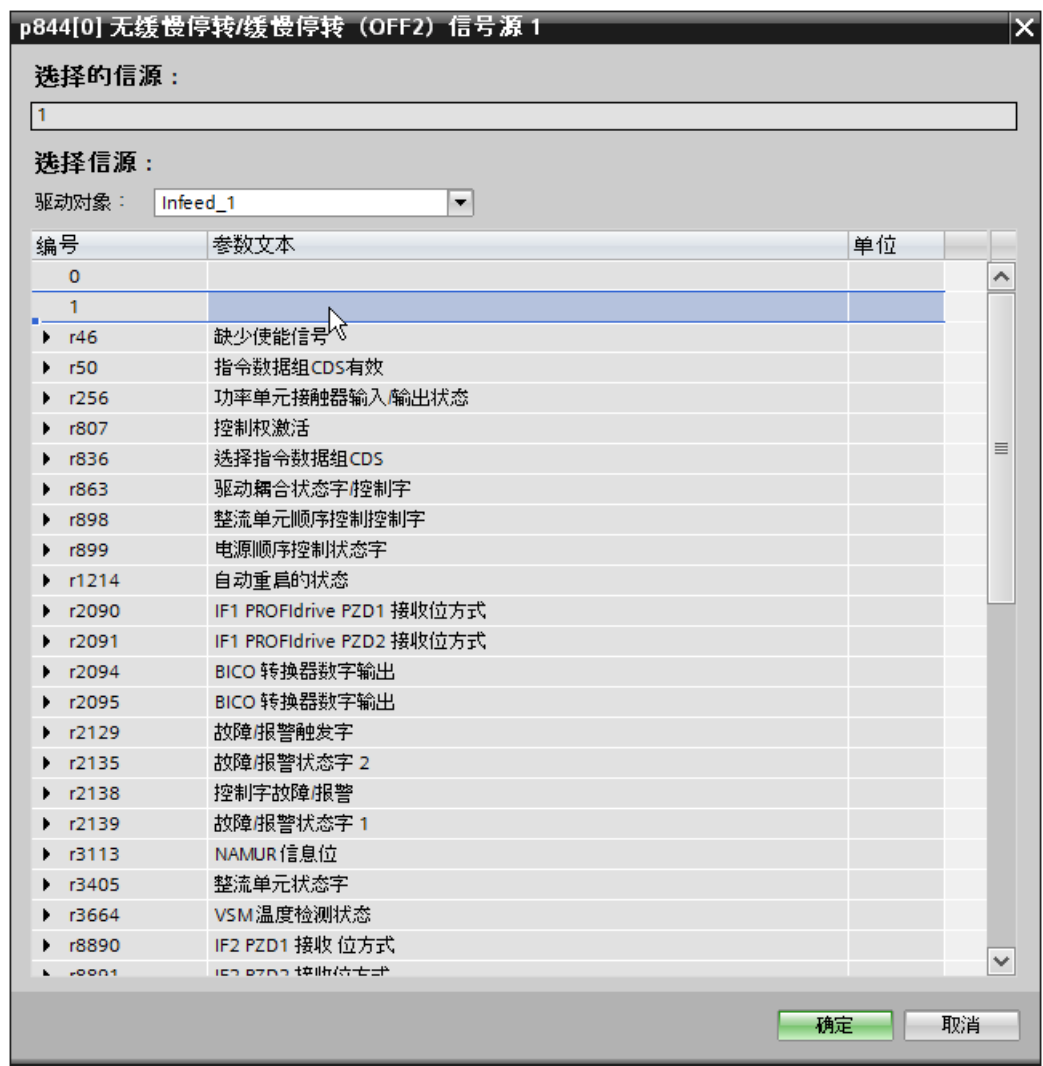 p844[0] 无缓慢停转/缓慢停转（OFF2）信号源 1
选择的信源：
1
选择信源：
驱动对象： Infeed_1
编号 参数文本 单位
0
1
r46 缺少使能信号
r50 指令数据组CDS有效
r256 功率单元接触器输入/输出状态
r807 控制权激活
r836 选择指令数据组CDS
r863 驱动耦合状态字/控制字
r898 整流单元顺序控制控制字
r899 电源顺序控制状态字
r1214 自动重启的状态
r2090 IF1 PROFIdrive PZD1 接收位方式
r2091 IF1 PROFIdrive PZD2 接收位方式
r2094 BICO 转换器数字输出
r2095 BICO 转换器数字输出
r2129 故障/报警触发字
r2135 故障/报警状态字 2
r2138 控制字故障/报警
r2139 故障/报警状态字 1
r3113 NAMUR 信息位
r3405 整流单元状态字
r3664 VSM 温度检测状态
r8890 IF2 PZD1 接收 位方式
r8891 IF2 PZD2 接收位方式
确定 取消